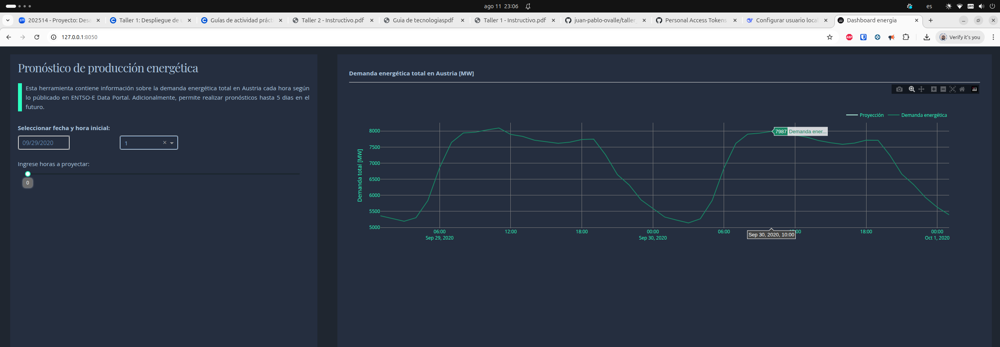 ago 11 23:06
es
VPN
zm 202514 - Proyecto: Desa
Taller 1: Despliegue de u
Guías de actividad práct
Taller 2 - Instructivo.pdf
Guia de tecnologiaspdf
Taller 1 - Instructivo.pdf
juan-pablo-ovalle/taller_
Personal Access Tokens
Configurar usuario local
Dashboard energia
127.0.0.1:8050
ABP
Verify it's you
Pronóstico de producción energética
Esta herramienta contiene información sobre la demanda energética total en Austria cada hora según
lo públicado en ENTSO-E Data Portal. Adicionalmente, permite realizar pronósticos hasta 5 dias en el
futuro.
Seleccionar fecha y hora inicial:
09/29/2020
1
Ingrese horas a proyectar:
0
Demanda energética total en Austria [MW]
Proyección
Demanda energética
Demanda total [MW]
8000
7500
7000
6500
6000
5500
5000
7987 Demanda ener...
06:00
Sep 29, 2020
12:00
18:00
00:00
Sep 30, 2020
06:00
Sep 30, 2020, 10:00
:00
18:00
00:00
Oct 1, 2020